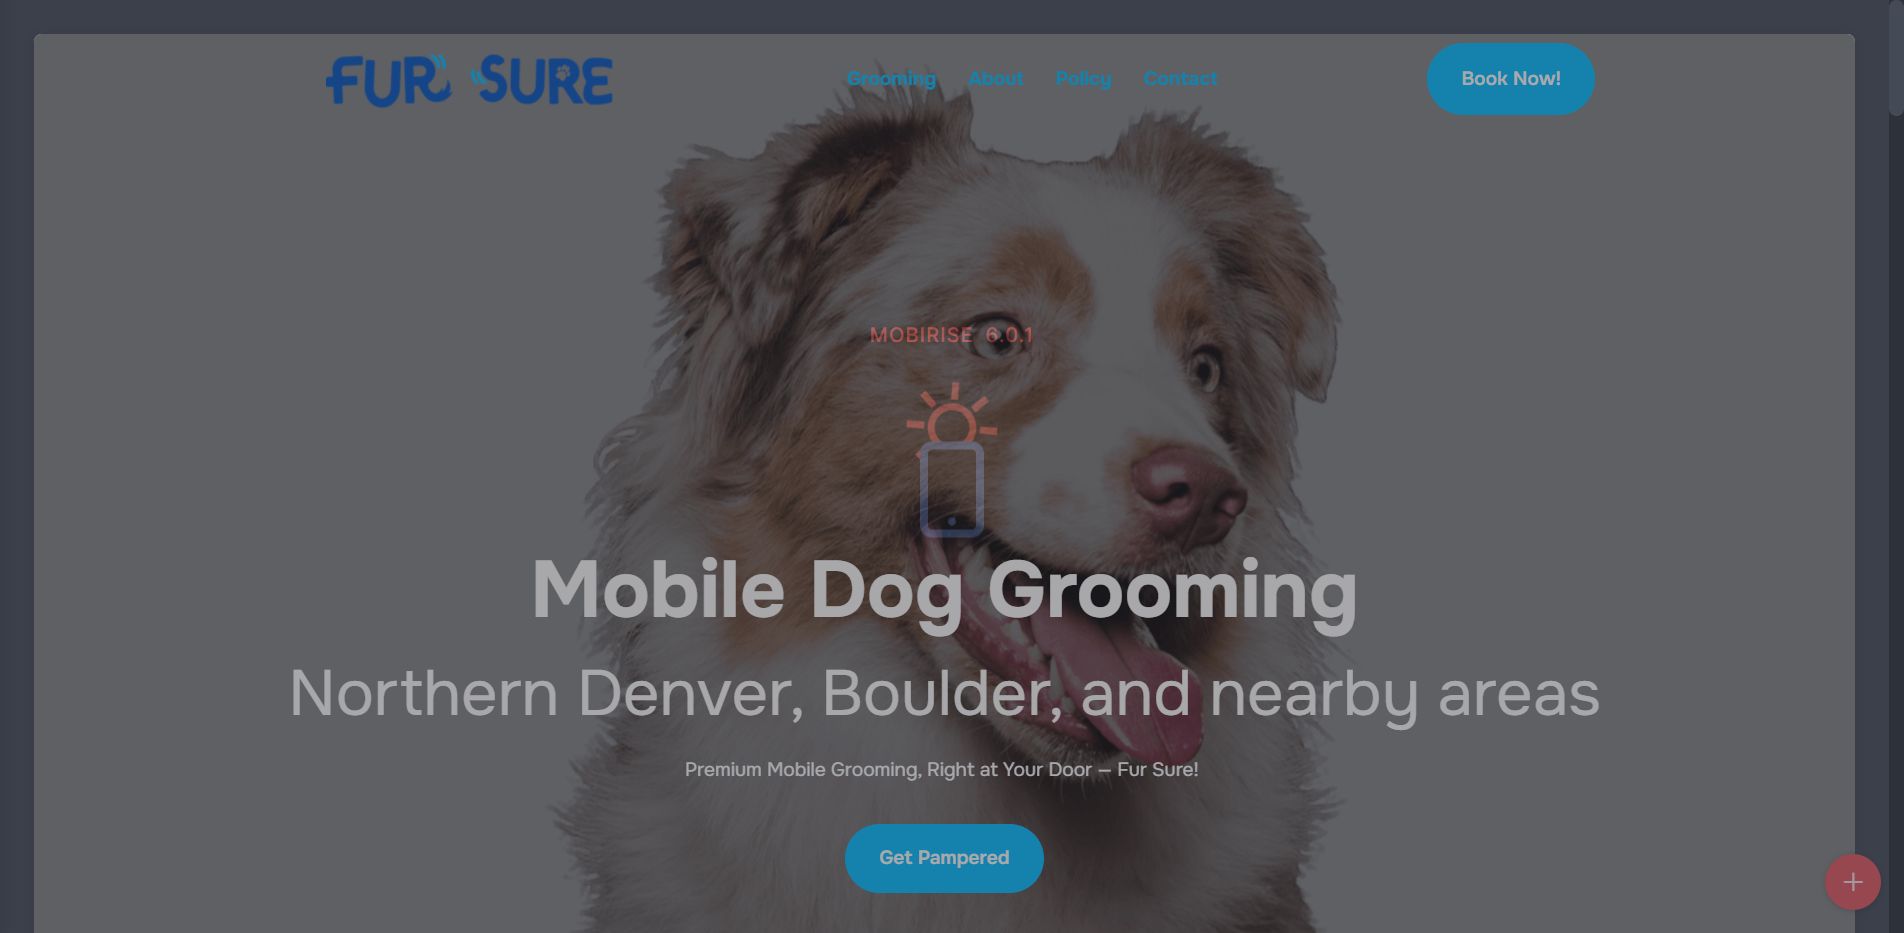 FUR SURE
Grooming About Policy Contact
Book Now!
MOBIRISE 6.0.1
Mobile Dog Grooming
Northern Denver, Boulder, and nearby areas
Premium Mobile Grooming, Right at Your Door — Fur Sure!
Get Pampered